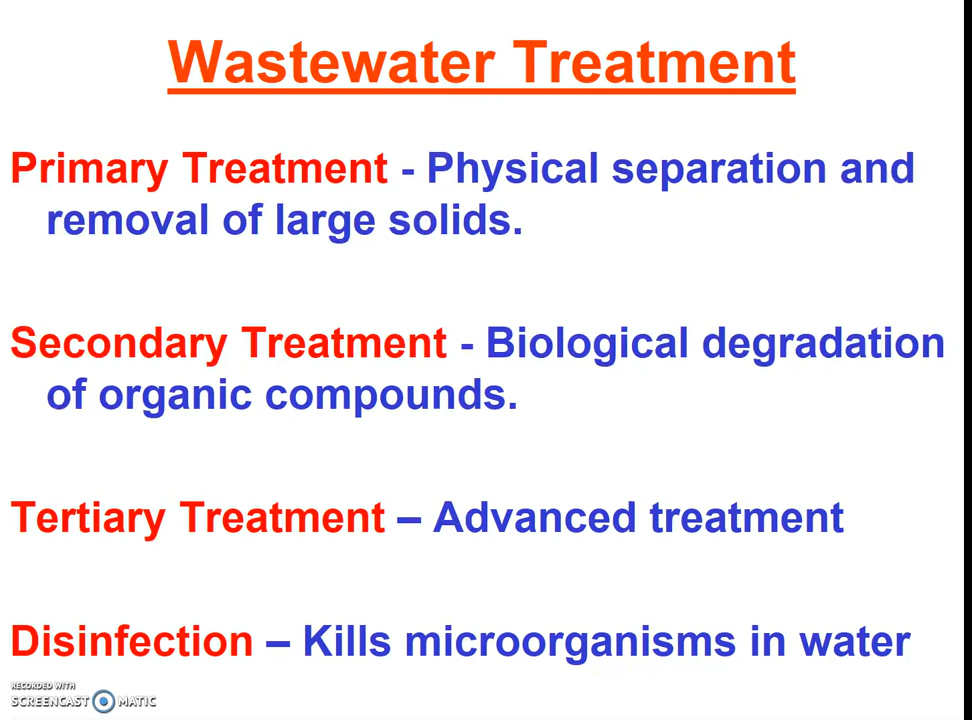 Wastewater Treatment
Primary Treatment - Physical separation and
removal of large solids.
Secondary Treatment - Biological degradation
of organic compounds.
Tertiary Treatment – Advanced treatment
Disinfection – Kills microorganisms in water
RECORDED WITH
SCREENCAST MATIC